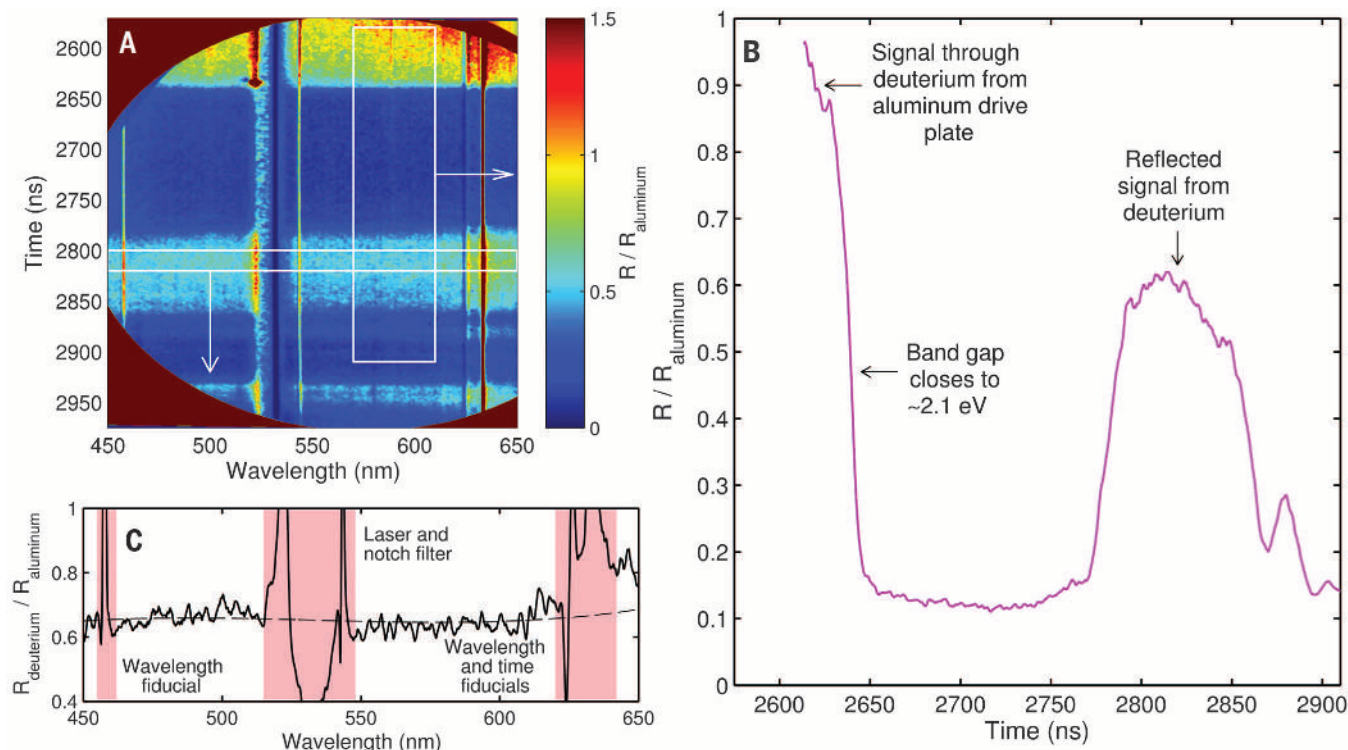 A
2600
2650
2700
2750
2800
2850
2900
2950
Time (ns)
450
500
550
600
650
Wavelength (nm)
1.5
1
0.5
0
R / R aluminum
B
Signal through
deuterium from
aluminum drive
plate
Reflected
signal from
deuterium
Band gap
closes to
~2.1 eV
1
0.9
0.8
0.7
0.6
0.5
0.4
0.3
0.2
0.1
0
R / R aluminum
2600
2650
2700
2750
2800
2850
2900
Time (ns)
C
1
0.8
0.6
0.4
R deuterium / R aluminum
Laser and
notch filter
Wavelength
fiducial
Wavelength
and time
fiducials
450
500
550
600
650
Wavelength (nm)